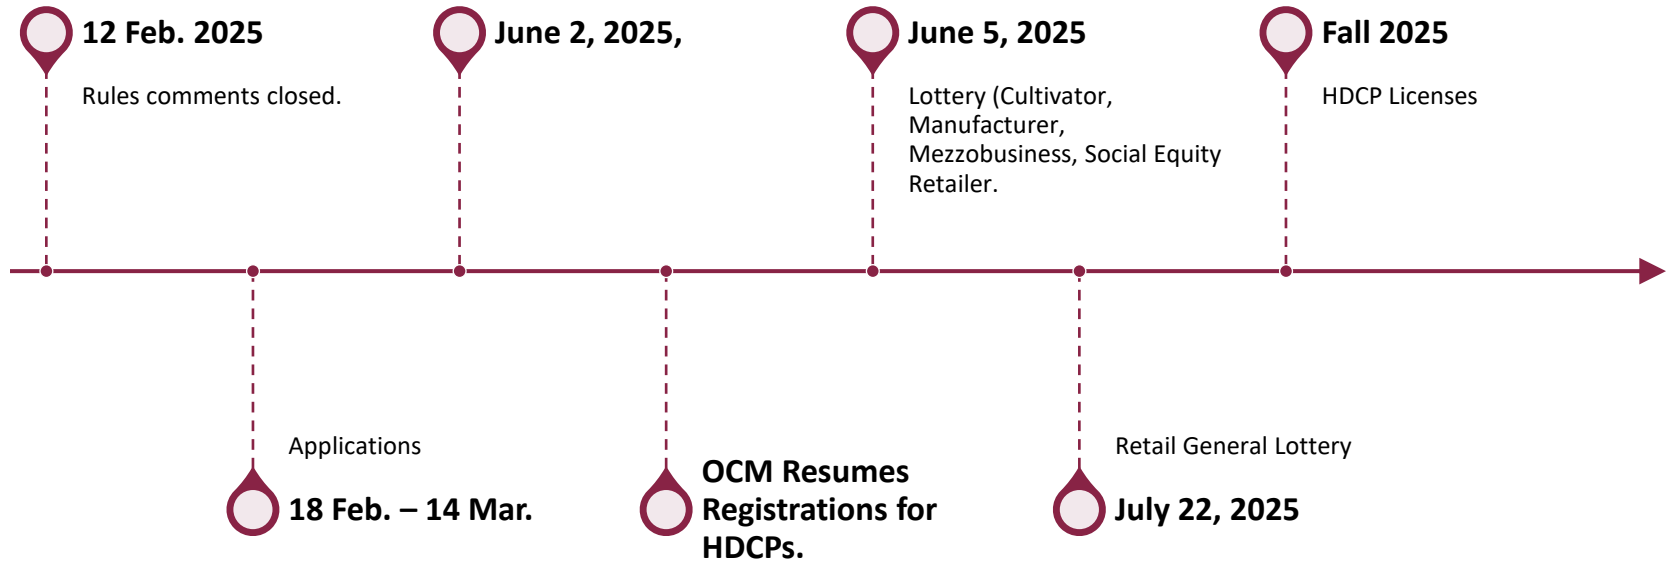 12 Feb. 2025
Rules comments closed.
Applications
18 Feb. – 14 Mar.
June 2, 2025,
OCM Resumes
Registrations for
HDCPs.
June 5, 2025
Lottery (Cultivator,
Manufacturer,
Mezzobusiness, Social Equity
Retailer.
Retail General Lottery
July 22, 2025
Fall 2025
HDCP Licenses